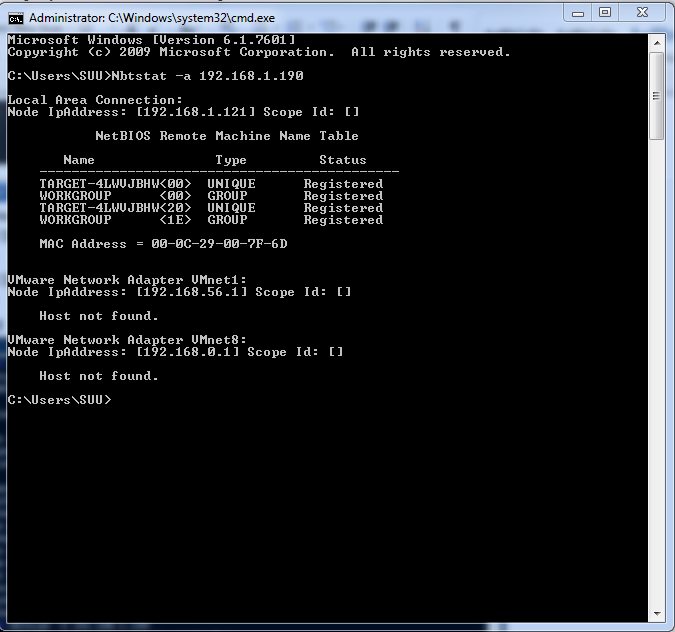 Administrator: C:\Windows\system32\cmd.exe
Microsoft Windows [Version 6.1.7601]
Copyright (c) 2009 Microsoft Corporation.  All rights reserved.
C:\Users\SUU>Nbtstat -a 192.168.1.190
Local Area Connection:
Node IpAddress: [192.168.1.121] Scope Id: []
NetBIOS Remote Machine Name Table
Name Type Status
---------------------------------------------
TARGET-4LWVJBHW<00> UNIQUE Registered
WORKGROUP <00> GROUP Registered
TARGET-4LWVJBHW<20> UNIQUE Registered
WORKGROUP <1E> GROUP Registered
MAC Address = 00-0C-29-00-7F-6D
VMware Network Adapter VMnet1:
Node IpAddress: [192.168.56.1] Scope Id: []
Host not found.
VMware Network Adapter VMnet8:
Node IpAddress: [192.168.0.1] Scope Id: []
Host not found.
C:\Users\SUU>